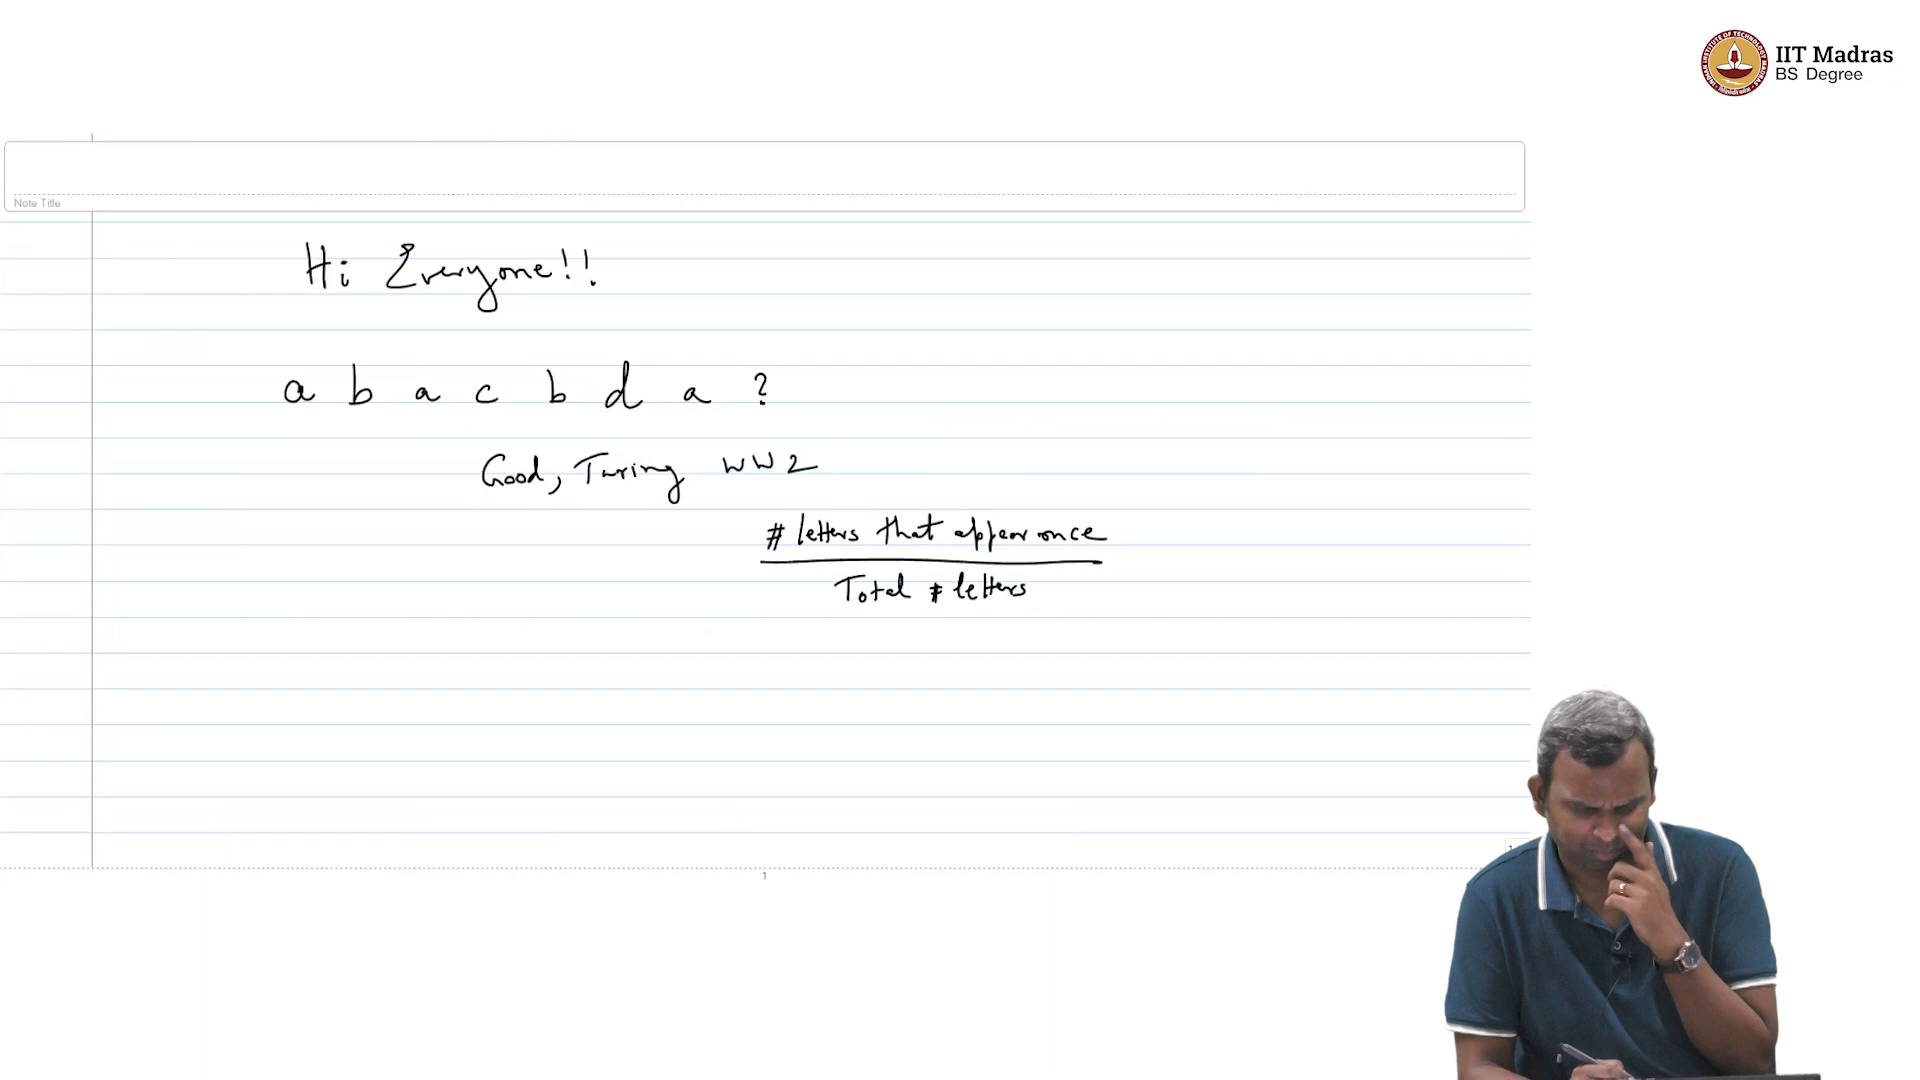 IIT Madras
BS Degree
Note Title
Hi Everyone!!
a b a c b d a ?
Good, Turing WW2
# letters that appear once
Total # letters
1